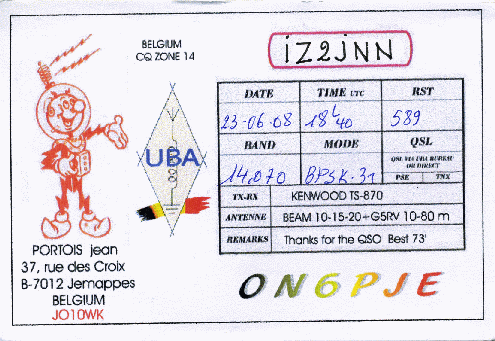 BELGIUM
CQ ZONE 14
iZ2JNN
UBA
DATE TIME UTC RST
23-06-08 18h40 589
BAND MODE QSL
14,070 BPSK-31 QSL VIA UBA BUREAU
OR DIRECT
PSE TNX
TX-RX KENWOOD TS-870
ANTENNE BEAM 10-15-20+G5RV 10-80 m
REMARKS Thanks for the QSO Best 73'
PORTOIS jean
37, rue des Croix
B-7012 Jemappes
BELGIUM
JO10WK
ON6PJE